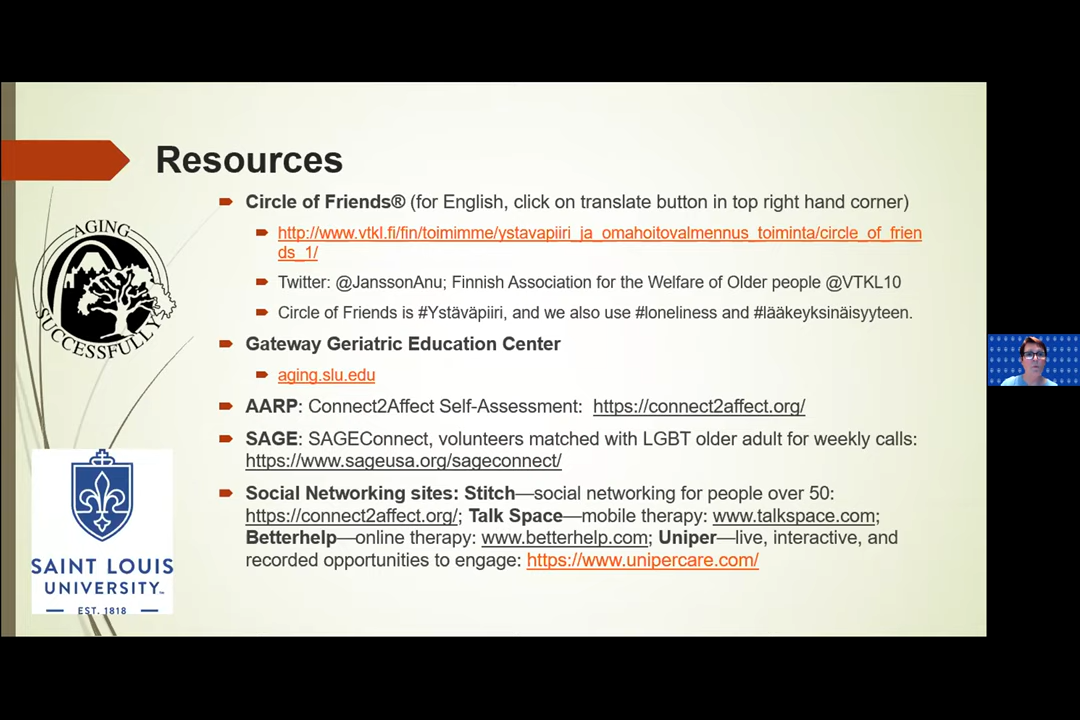 Resources
Circle of Friends® (for English, click on translate button in top right hand corner)
http://www.vtkl.fi/fin/toimimme/ystavapiiri_ja_omahoitovalmennus_toiminta/circle_of_frien
ds_1/
Twitter: @JanssonAnu; Finnish Association for the Welfare of Older people @VTKL10
Circle of Friends is #Ystäväpiiri, and we also use #loneliness and #lääkeyksinäisyyteen.
Gateway Geriatric Education Center
aging.slu.edu
AARP: Connect2Affect Self-Assessment: https://connect2affect.org/
SAGE: SAGEConnect, volunteers matched with LGBT older adult for weekly calls:
https://www.sageusa.org/sageconnect/
Social Networking sites: Stitch—social networking for people over 50:
https://connect2affect.org/; Talk Space—mobile therapy: www.talkspace.com;
Betterhelp—online therapy: www.betterhelp.com; Uniper—live, interactive, and
recorded opportunities to engage: https://www.unipercare.com/
AGING
SUCCESSFULLY
SAINT LOUIS
UNIVERSITY™
EST. 1818